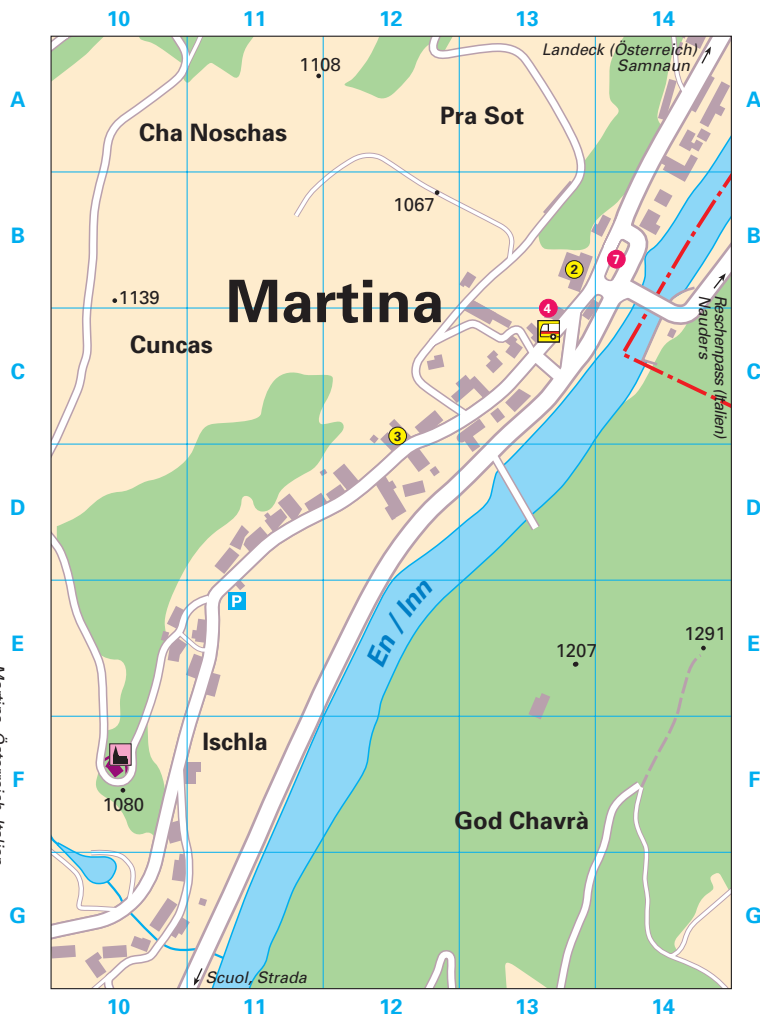 10 11 12 13 14
A
A
Landeck (Österreich)
Samnaun
1108
Pra Sot
Cha Noschas
1067
B
B
7
2
Martina
1139
4
Reschenpass (Italien)
Nauders
Cuncas
C
C
3
D
D
P
En / Inn
E
E
1207
1291
Ischla
F
F
1080
God Chavrà
G
G
Scuol, Strada
10 11 12 13 14